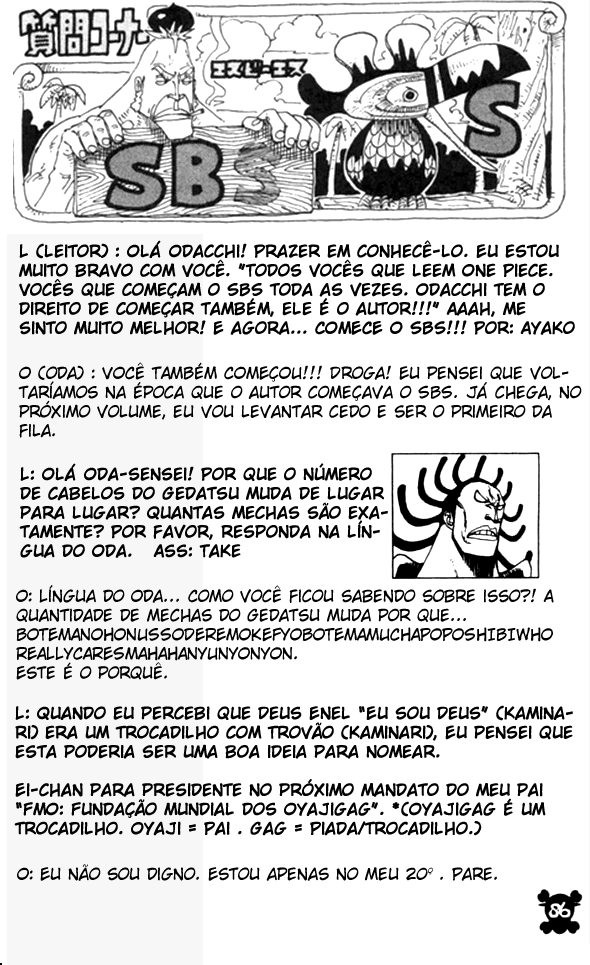 質問コーナー
エスビーエス
SBS
S
L (LEITOR) : OLÁ ODACCHI! PRAZER EM CONHECÊ-LO. EU ESTOU
MUITO BRAVO COM VOCÊ. "TODOS VOCÊS QUE LEEM ONE PIECE.
VOCÊS QUE COMEÇAM O SBS TODA AS VEZES. ODACCHI TEM O
DIREITO DE COMEÇAR TAMBÉM, ELE É O AUTOR!!!" AAAH, ME
SINTO MUITO MELHOR! E AGORA... COMECE O SBS!!! POR: AYAKO
O (ODA) : VOCÊ TAMBÉM COMEÇOU!!! DROGA! EU PENSEI QUE VOL-
TARÍAMOS NA ÉPOCA QUE O AUTOR COMEÇAVA O SBS. JÁ CHEGA, NO
PRÓXIMO VOLUME, EU VOU LEVANTAR CEDO E SER O PRIMEIRO DA
FILA.
L: OLÁ ODA-SENSEI! POR QUE O NÚMERO
DE CABELOS DO GEDATSU MUDA DE LUGAR
PARA LUGAR? QUANTAS MECHAS SÃO EXA-
TAMENTE? POR FAVOR, RESPONDA NA LÍN-
GUA DO ODA. ASS: TAKE
O: LÍNGUA DO ODA... COMO VOCÊ FICOU SABENDO SOBRE ISSO?! A
QUANTIDADE DE MECHAS DO GEDATSU MUDA POR QUE...
BOTEMANOHONUSSODEREMOKEFYOBOTEMAMUCHAPOPOSHIBIWHO
REALLYCARESMAHAHANYUNYONYON.
ESTE É O PORQUÊ.
L: QUANDO EU PERCEBI QUE DEUS ENEL "EU SOU DEUS" (KAMINA-
RI) ERA UM TROCADILHO COM TROVÃO (KAMINARI), EU PENSEI QUE
ESTA PODERIA SER UMA BOA IDEIA PARA NOMEAR.
EI-CHAN PARA PRESIDENTE NO PRÓXIMO MANDATO DO MEU PAI
"FMO: FUNDAÇÃO MUNDIAL DOS OYAJIGAG". *(OYAJIGAG É UM
TROCADILHO. OYAJI = PAI . GAG = PIADA/TROCADILHO.)
O: EU NÃO SOU DIGNO. ESTOU APENAS NO MEU 20º . PARE.
86